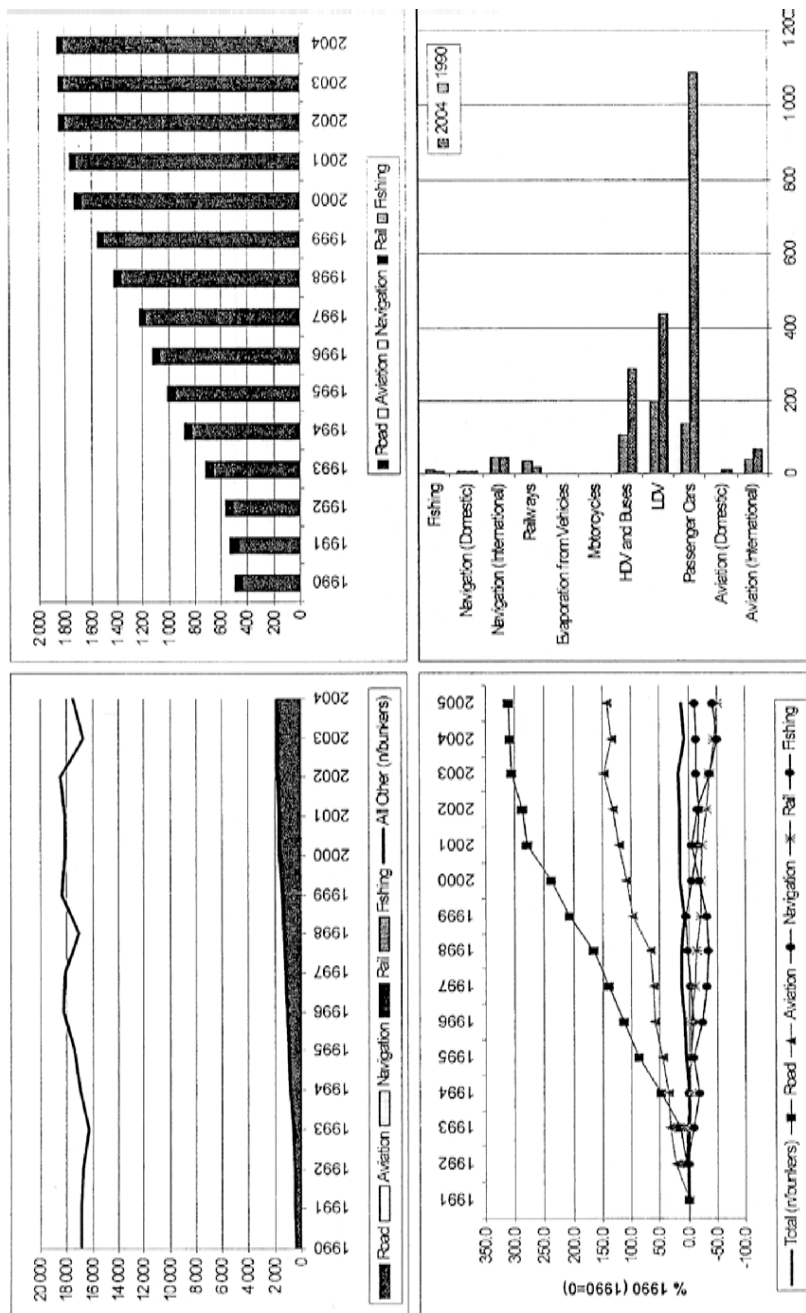 20 000
18 000
16 000
14 000
12 000
10 000
8 000
6 000
4 000
2 000
0
1990 1991 1992 1993 1994 1995 1996 1997 1998 1999 2000 2001 2002 2003 2004
Road Aviation Navigation Rail Fishing All Other (n/bunkers)
2 000
1 800
1 600
1 400
1 200
1 000
800
600
400
200
0
1990 1991 1992 1993 1994 1995 1996 1997 1998 1999 2000 2001 2002 2003 2004
Road Aviation Navigation Rail Fishing
% 1990 (1990=0)
1991 1992 1993 1994 1995 1996 1997 1998 1999 2000 2001 2002 2003 2004 2005
350.0
300.0
250.0
200.0
150.0
100.0
50.0
0.0
-50.0
-100.0
Total (n/bunkers) Road Aviation Navigation Rail Fishing
2004 1990
Fishing
Navigation (Domestic)
Navigation (International)
Railways
Evaporation from Vehicles
Motorcycles
HDV and Buses
LDV
Passenger Cars
Aviation (Domestic)
Aviation (International)
0 200 400 600 800 1 000 1 200